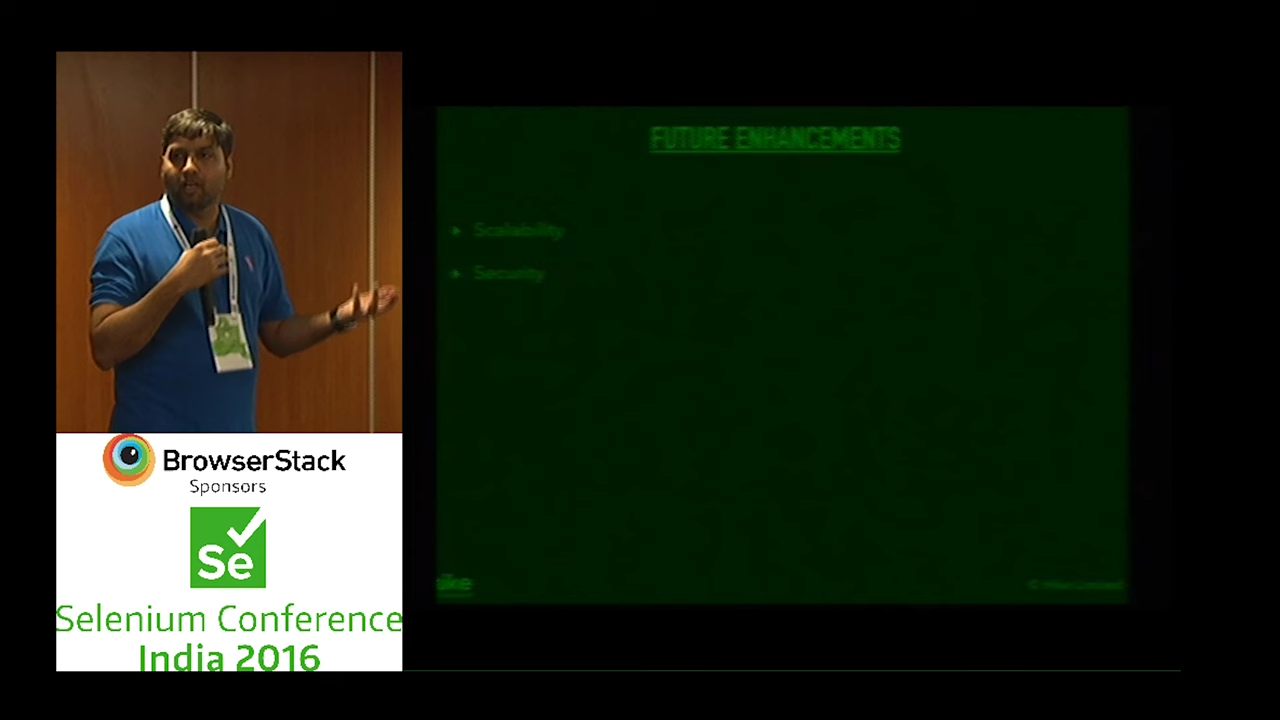 FUTURE ENHANCEMENTS
Scalability
Security
BrowserStack
Sponsors
Se
Selenium Conference
India 2016